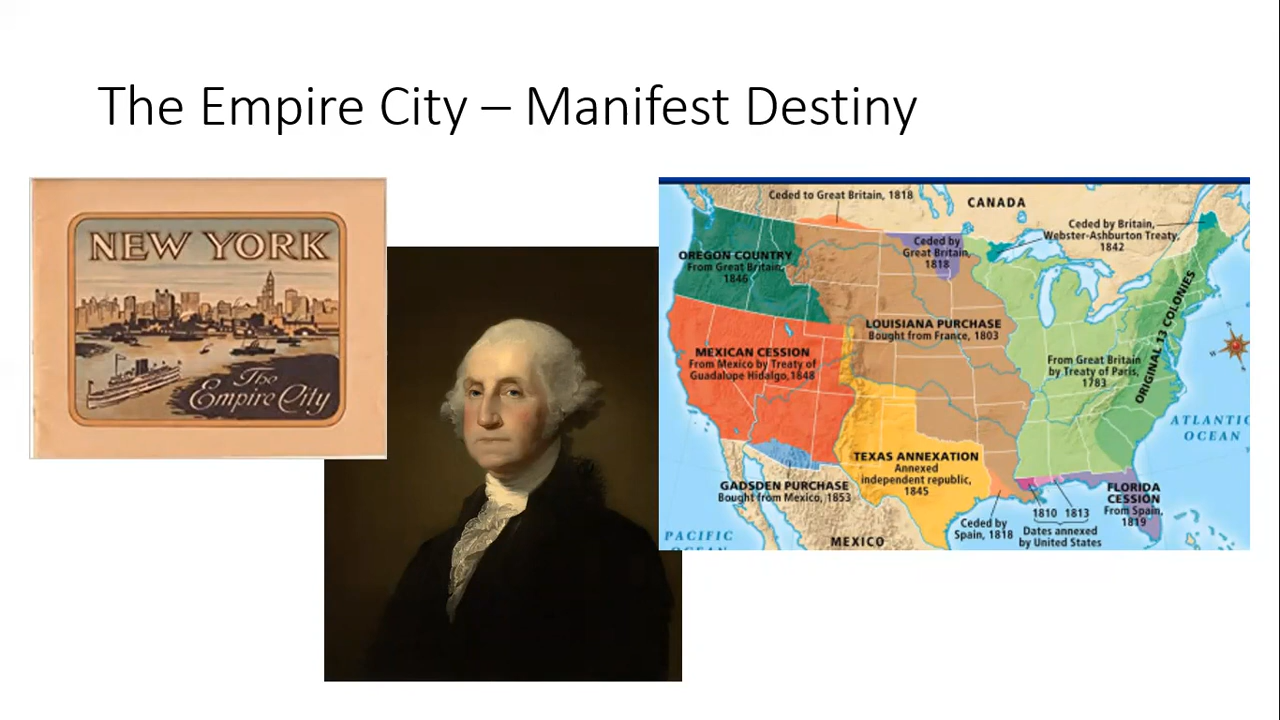 The Empire City – Manifest Destiny
NEW YORK
The
Empire City
Ceded to Great Britain, 1818
CANADA
Ceded by Britain,
Webster-Ashburton Treaty,
1842
OREGON COUNTRY
From Great Britain,
1846
Ceded by
Great Britain,
1818
LOUISIANA PURCHASE
Bought from France, 1803
MEXICAN CESSION
From Mexico by Treaty of
Guadalupe Hidalgo, 1848
From Great Britain
by Treaty of Paris,
1783
ORIGINAL 13 COLONIES
N
E
S
W
ATLANTIC
OCEAN
TEXAS ANNEXATION
Annexed
independent republic,
1845
GADSDEN PURCHASE
Bought from Mexico, 1853
FLORIDA
CESSION
From Spain,
1819
Ceded by
Spain, 1818
1810 1813
Dates annexed
by United States
PACIFIC
OCEAN
MEXICO